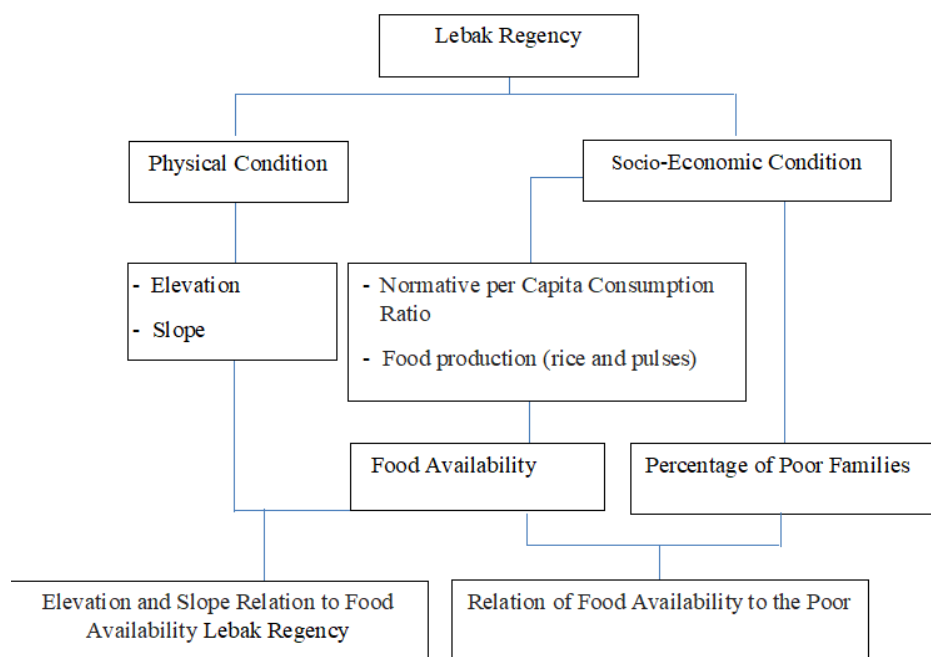 Lebak Regency
Physical Condition
Socio-Economic Condition
- Elevation
- Slope
- Normative per Capita Consumption
Ratio
- Food production (rice and pulses)
Food Availability
Percentage of Poor Families
Elevation and Slope Relation to Food
Availability Lebak Regency
Relation of Food Availability to the Poor